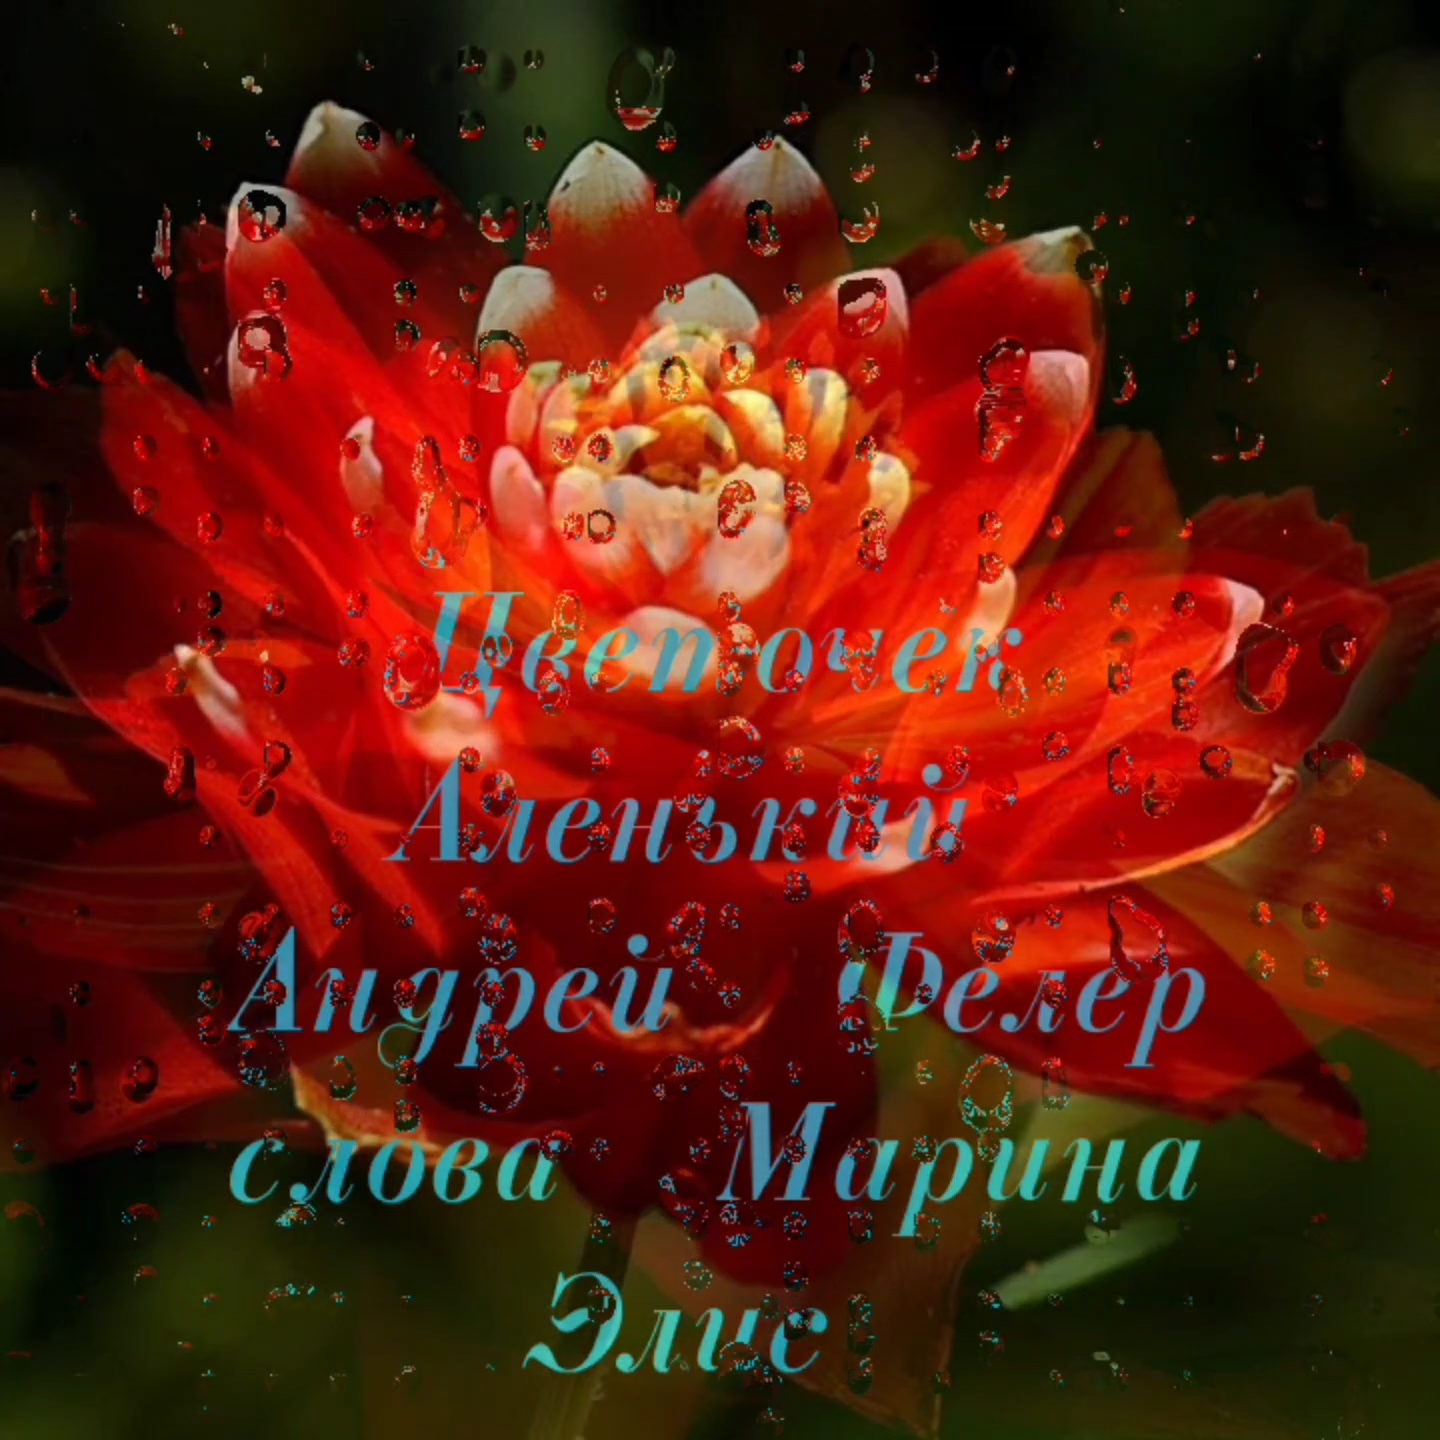 Цветочек
Аленький
Андрей Фелер
слова Марина
Элис